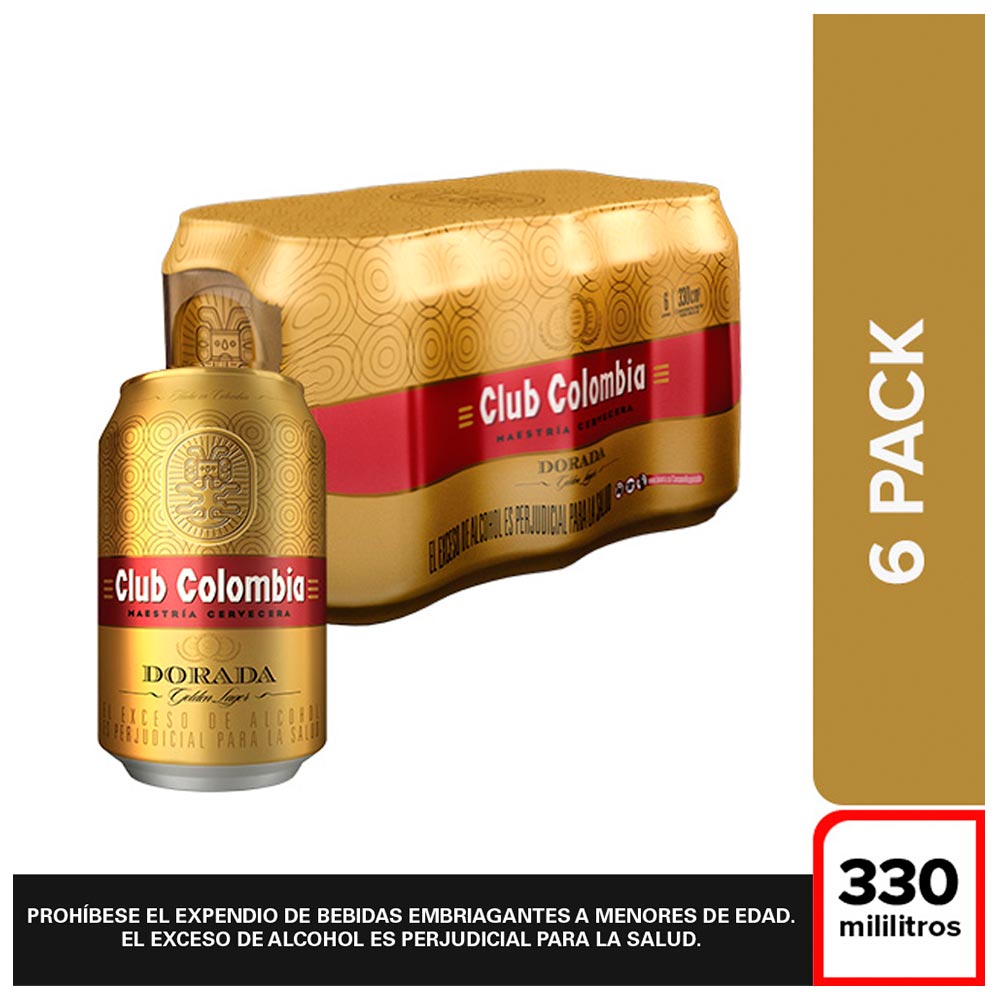 6 330cm³
Club Colombia
MAESTRÍA CERVECERA
DORADA
Golden Lager
EL EXCESO DE ALCOHOL ES PERJUDICIAL PARA LA SALUD
Club Colombia
MAESTRÍA CERVECERA
DORADA
Golden Lager
EL EXCESO DE ALCOHOL
ES PERJUDICIAL PARA LA SALUD
6 PACK
330
mililitros
PROHÍBESE EL EXPENDIO DE BEBIDAS EMBRIAGANTES A MENORES DE EDAD.
EL EXCESO DE ALCOHOL ES PERJUDICIAL PARA LA SALUD.